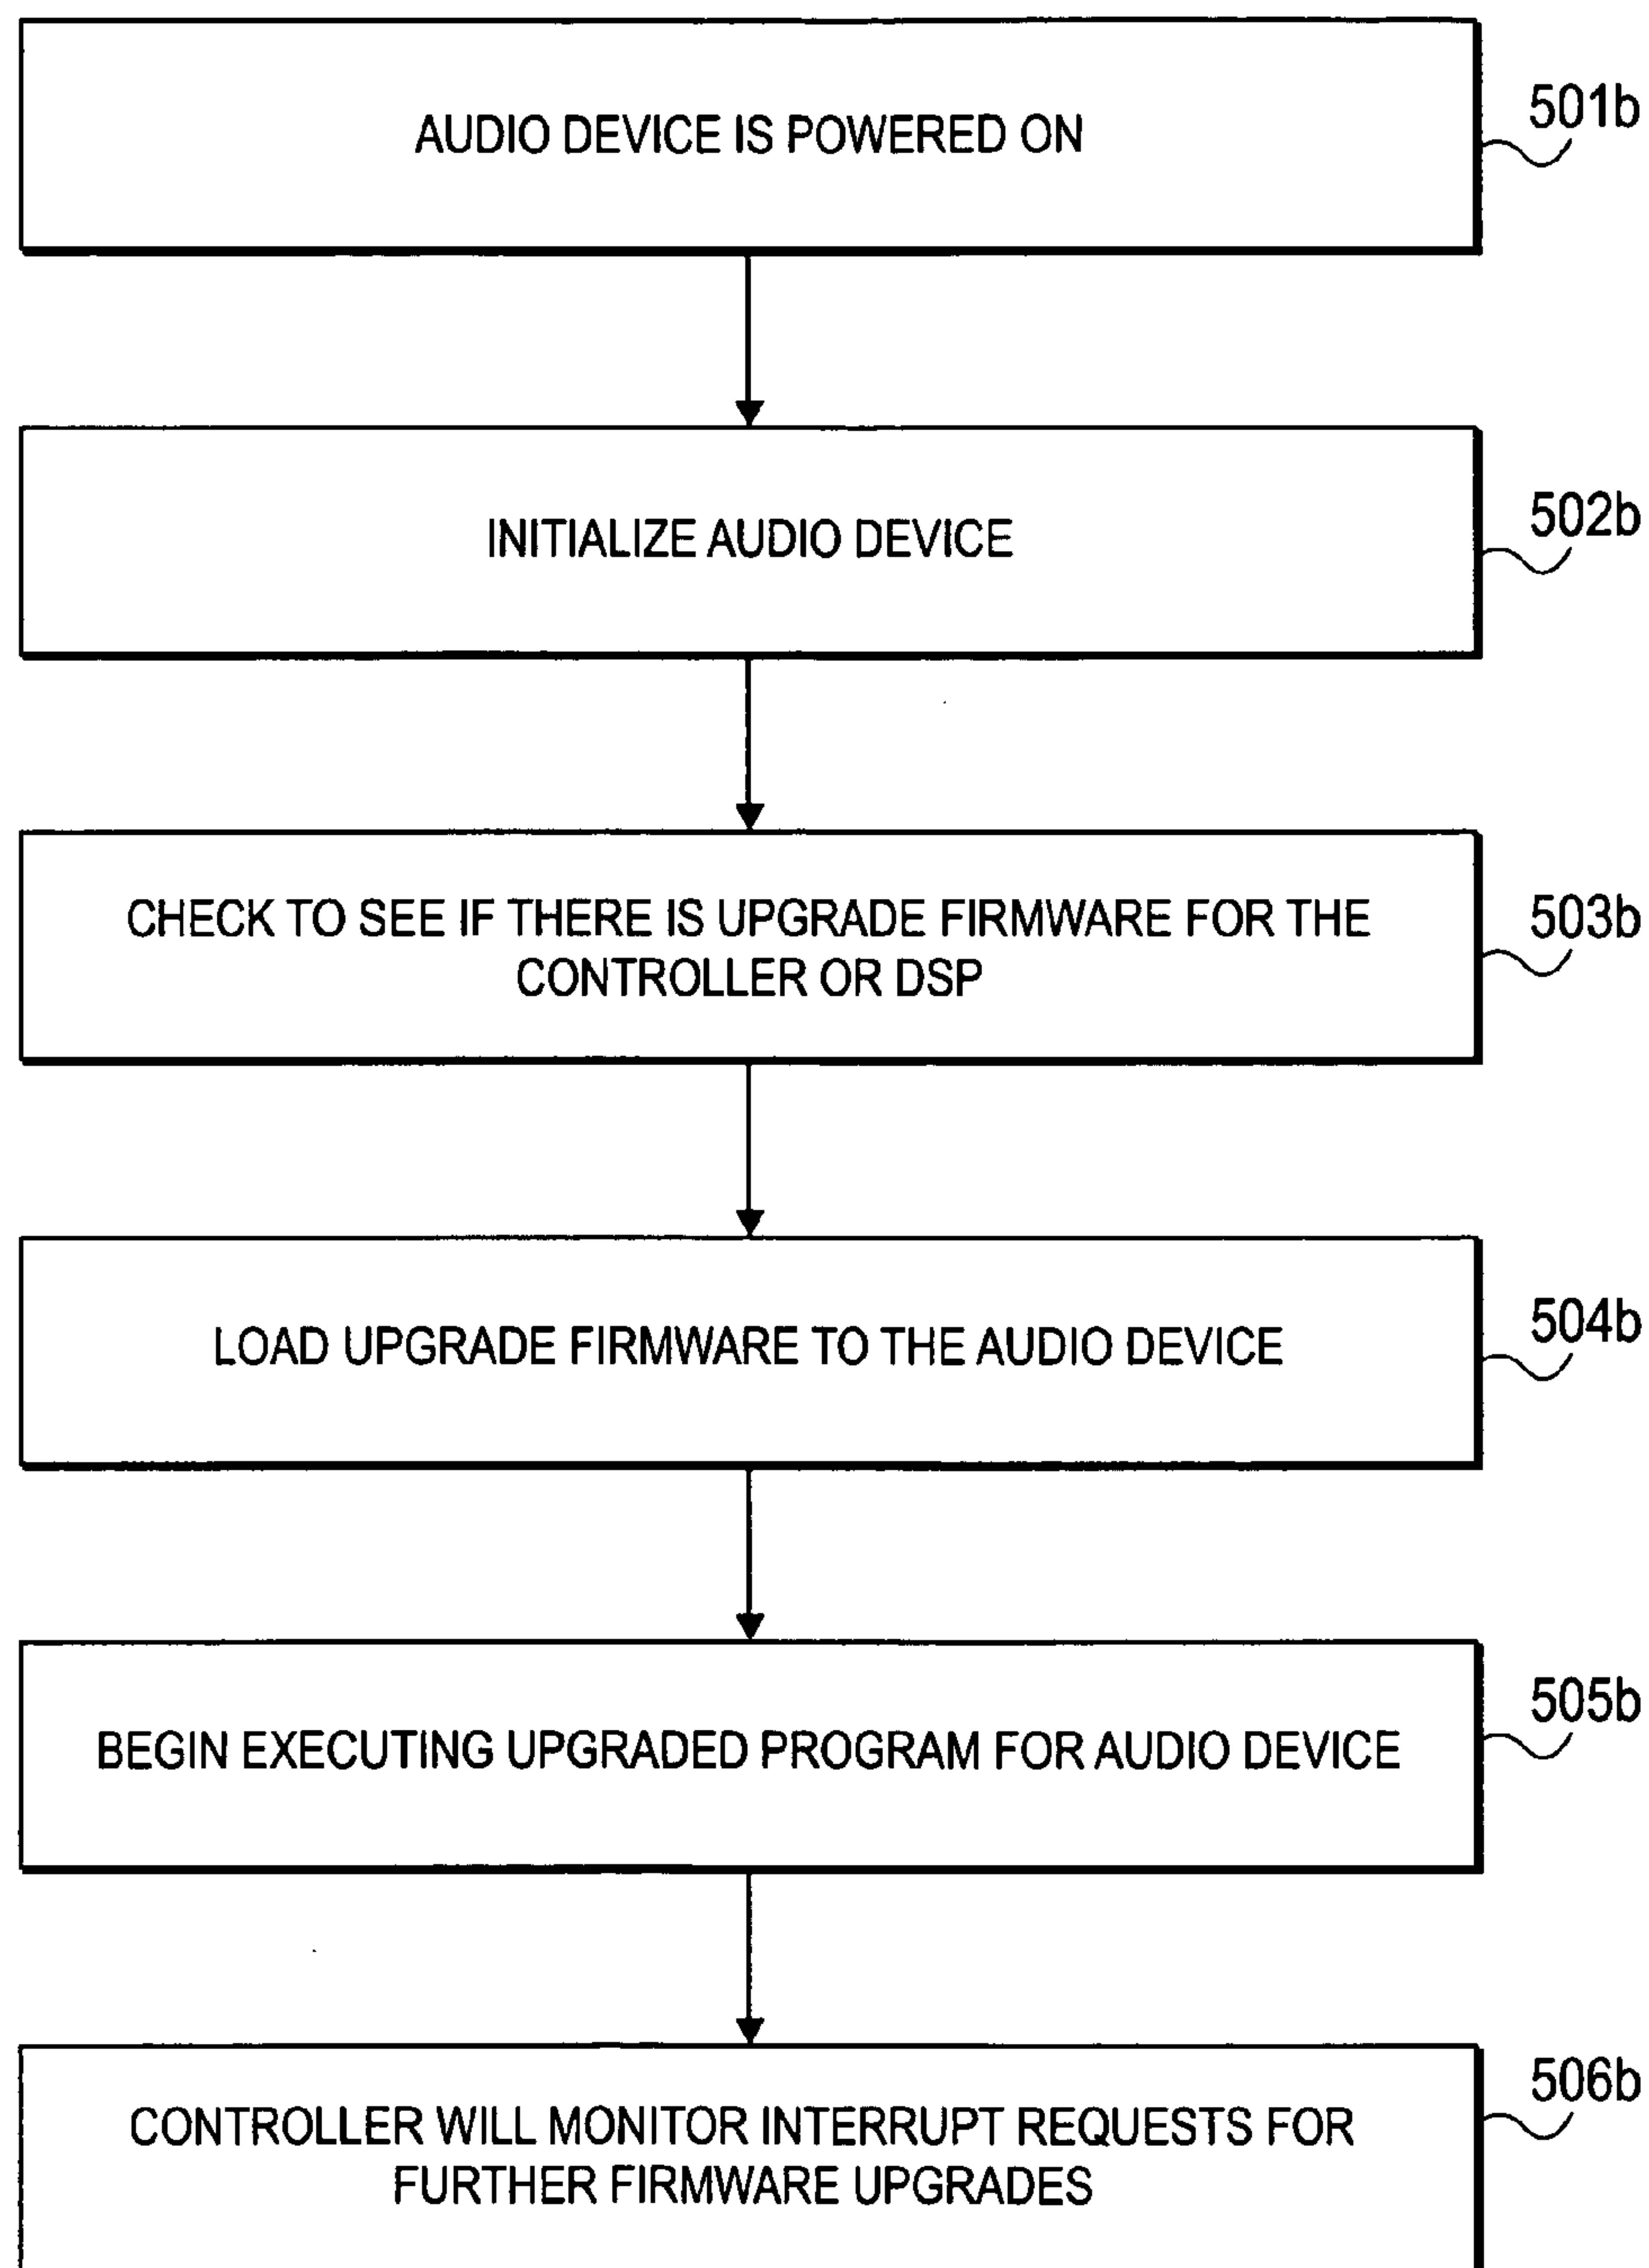 AUDIO DEVICE IS POWERED ON
501b
INITIALIZE AUDIO DEVICE
502b
CHECK TO SEE IF THERE IS UPGRADE FIRMWARE FOR THE
CONTROLLER OR DSP
503b
LOAD UPGRADE FIRMWARE TO THE AUDIO DEVICE
504b
BEGIN EXECUTING UPGRADED PROGRAM FOR AUDIO DEVICE
505b
CONTROLLER WILL MONITOR INTERRUPT REQUESTS FOR
FURTHER FIRMWARE UPGRADES
506b